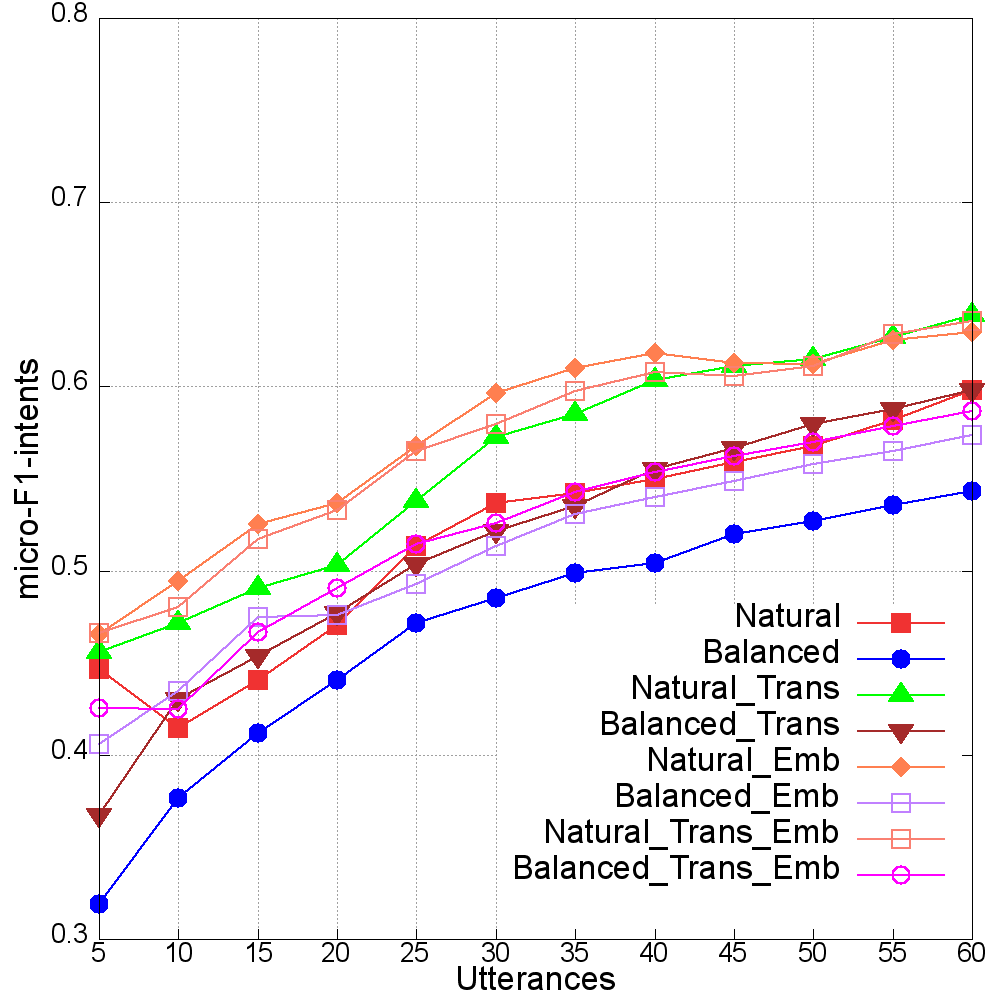 0.8
0.7
0.6
0.5
0.4
0.3
micro-F1-intents
Natural
Balanced
Natural_Trans
Balanced_Trans
Natural_Emb
Balanced_Emb
Natural_Trans_Emb
Balanced_Trans_Emb
5 10 15 20 25 30 35 40 45 50 55 60
Utterances